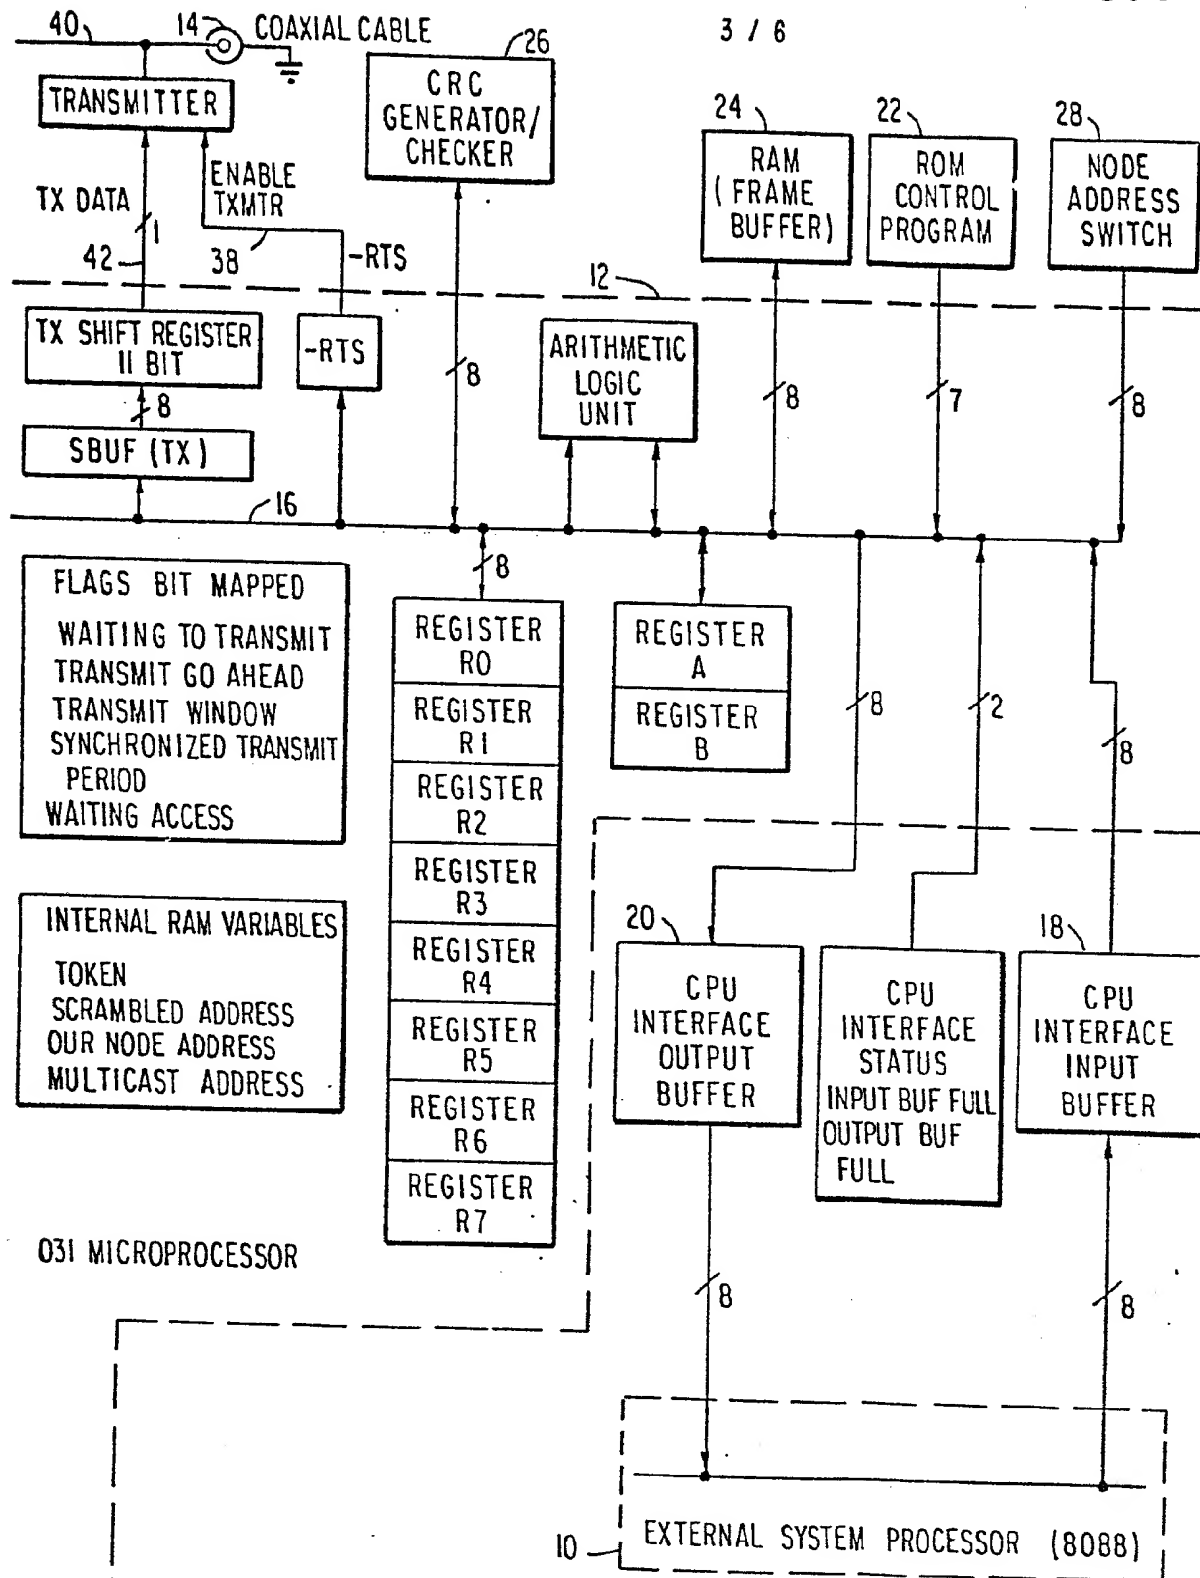 3 / 6
40
14
COAXIAL CABLE
26
TRANSMITTER
CRC
GENERATOR/
CHECKER
24
RAM
( FRAME
BUFFER)
22
ROM
CONTROL
PROGRAM
28
NODE
ADDRESS
SWITCH
TX DATA
1
42
ENABLE
TXMTR
38
-RTS
12
TX SHIFT REGISTER
11 BIT
-RTS
8
ARITHMETIC
LOGIC
UNIT
8
7
8
8
SBUF (TX)
16
FLAGS BIT MAPPED
WAITING TO TRANSMIT
TRANSMIT GO AHEAD
TRANSMIT WINDOW
SYNCHRONIZED TRANSMIT
PERIOD
WAITING ACCESS
8
REGISTER
R0
REGISTER
R1
REGISTER
R2
REGISTER
R3
REGISTER
R4
REGISTER
R5
REGISTER
R6
REGISTER
R7
REGISTER
A
REGISTER
B
8
2
8
INTERNAL RAM VARIABLES
TOKEN
SCRAMBLED ADDRESS
OUR NODE ADDRESS
MULTICAST ADDRESS
20
CPU
INTERFACE
OUTPUT
BUFFER
CPU
INTERFACE
STATUS
INPUT BUF FULL
OUTPUT BUF
FULL
18
CPU
INTERFACE
INPUT
BUFFER
031 MICROPROCESSOR
8
8
10
EXTERNAL SYSTEM PROCESSOR (8088)